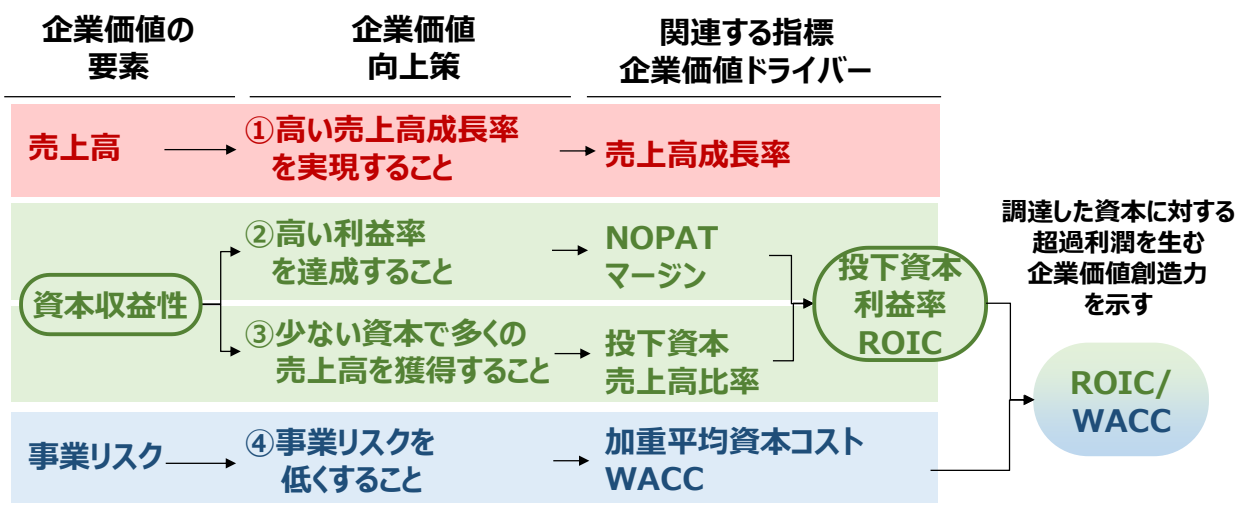 企業価値の
要素
企業価値
向上策
関連する指標
企業価値ドライバー
売上高
①高い売上高成長率
を実現すること
売上高成長率
資本収益性
②高い利益率
を達成すること
NOPAT
マージン
③少ない資本で多くの
売上高を獲得すること
投下資本
売上高比率
投下資本
利益率
ROIC
事業リスク
④事業リスクを
低くすること
加重平均資本コスト
WACC
調達した資本に対する
超過利潤を生む
企業価値創造力
を示す
ROIC/
WACC